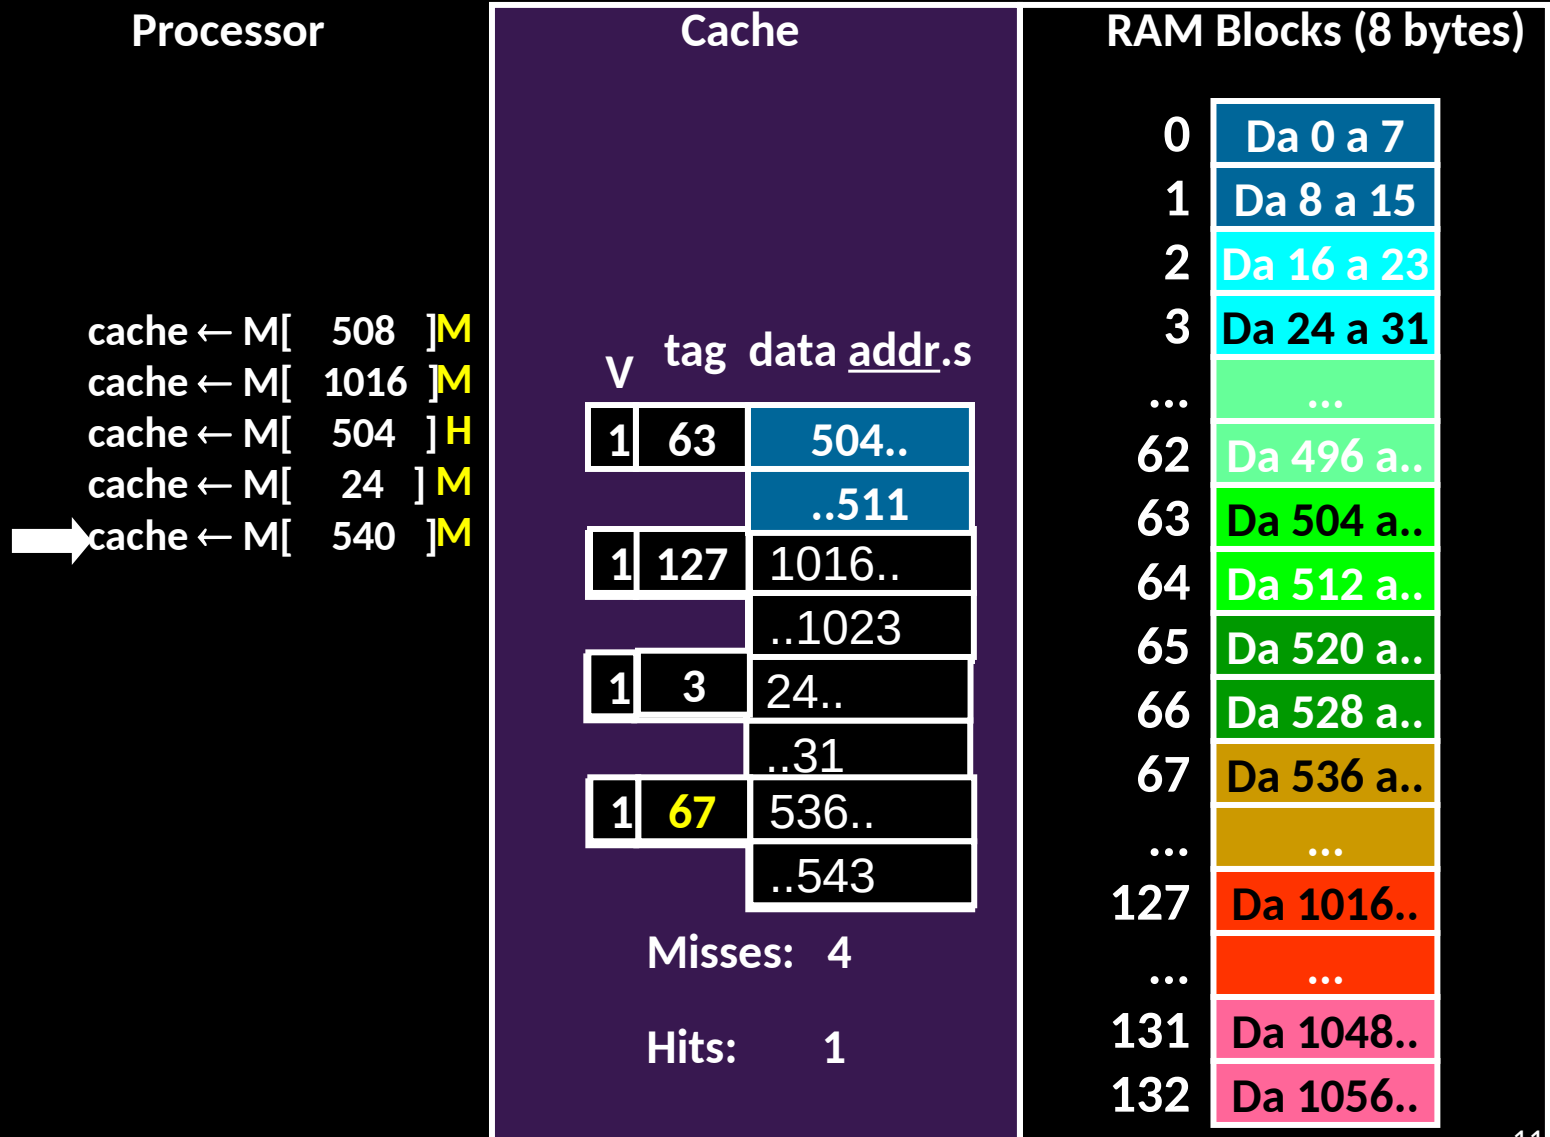 Processor
cache ← M[ 508 ]M
cache ← M[ 1016 ]M
cache ← M[ 504 ] H
cache ← M[ 24 ] M
cache ← M[ 540 ]M
Cache
V tag data addr.s
1 63 504..
..511
1 127 1016..
..1023
1 3 24..
..31
1 67 536..
..543
Misses: 4
Hits: 1
RAM Blocks (8 bytes)
0 Da 0 a 7
1 Da 8 a 15
2 Da 16 a 23
3 Da 24 a 31
... ...
62 Da 496 a..
63 Da 504 a..
64 Da 512 a..
65 Da 520 a..
66 Da 528 a..
67 Da 536 a..
... ...
127 Da 1016..
... ...
131 Da 1048..
132 Da 1056..